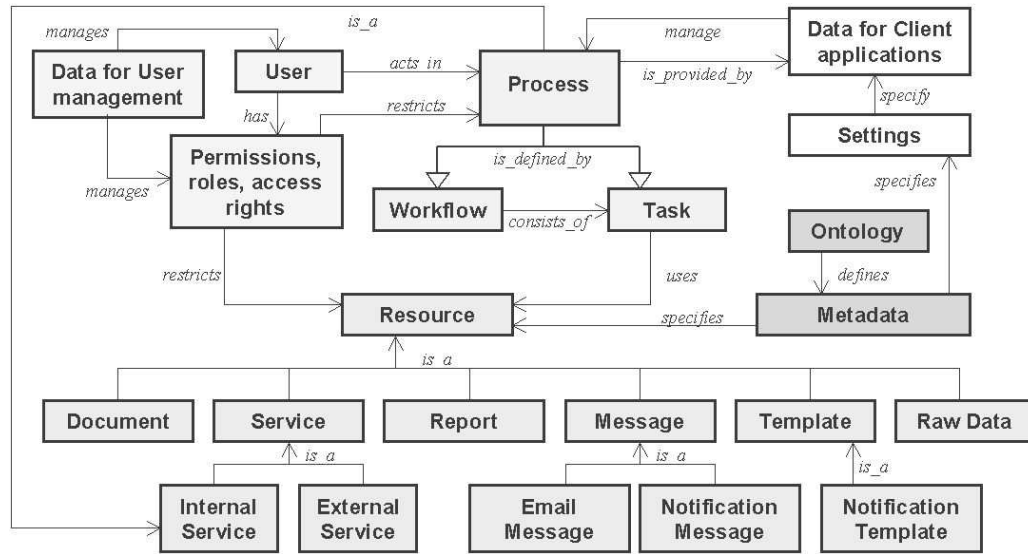 is_a
manages
Data for User
management
User
acts_in
Process
manage
is_provided_by
Data for Client
applications
has
restricts
specify
Settings
manages
Permissions,
roles, access
rights
is_defined_by
Workflow
consists_of
Task
specifies
Ontology
defines
restricts
uses
Resource
specifies
Metadata
is_a
Document
Service
Report
Message
Template
Raw Data
is_a
is_a
is_a
Internal
Service
External
Service
Email
Message
Notification
Message
Notification
Template